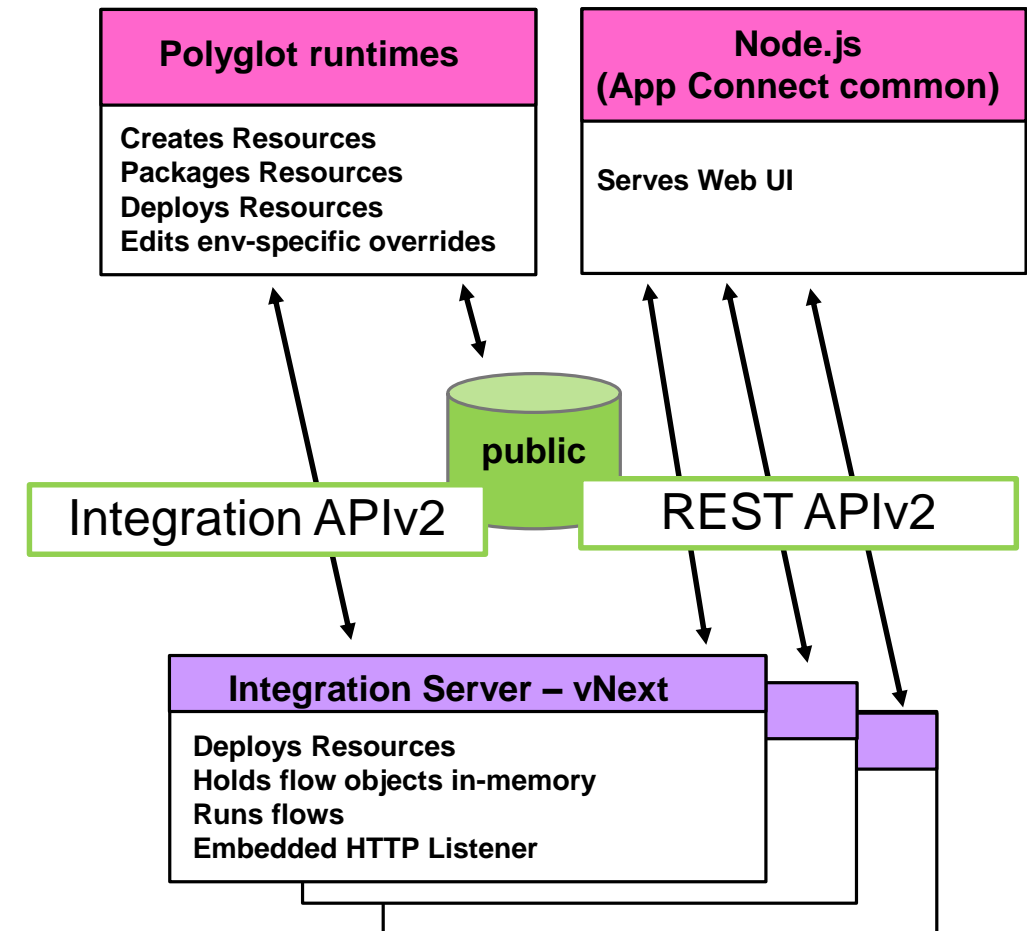 Polyglot runtimes
Creates Resources
Packages Resources
Deploys Resources
Edits env-specific overrides
Node.js
(App Connect common)
Serves Web UI
public
Integration APIv2
REST APIv2
Integration Server – vNext
Deploys Resources
Holds flow objects in-memory
Runs flows
Embedded HTTP Listener